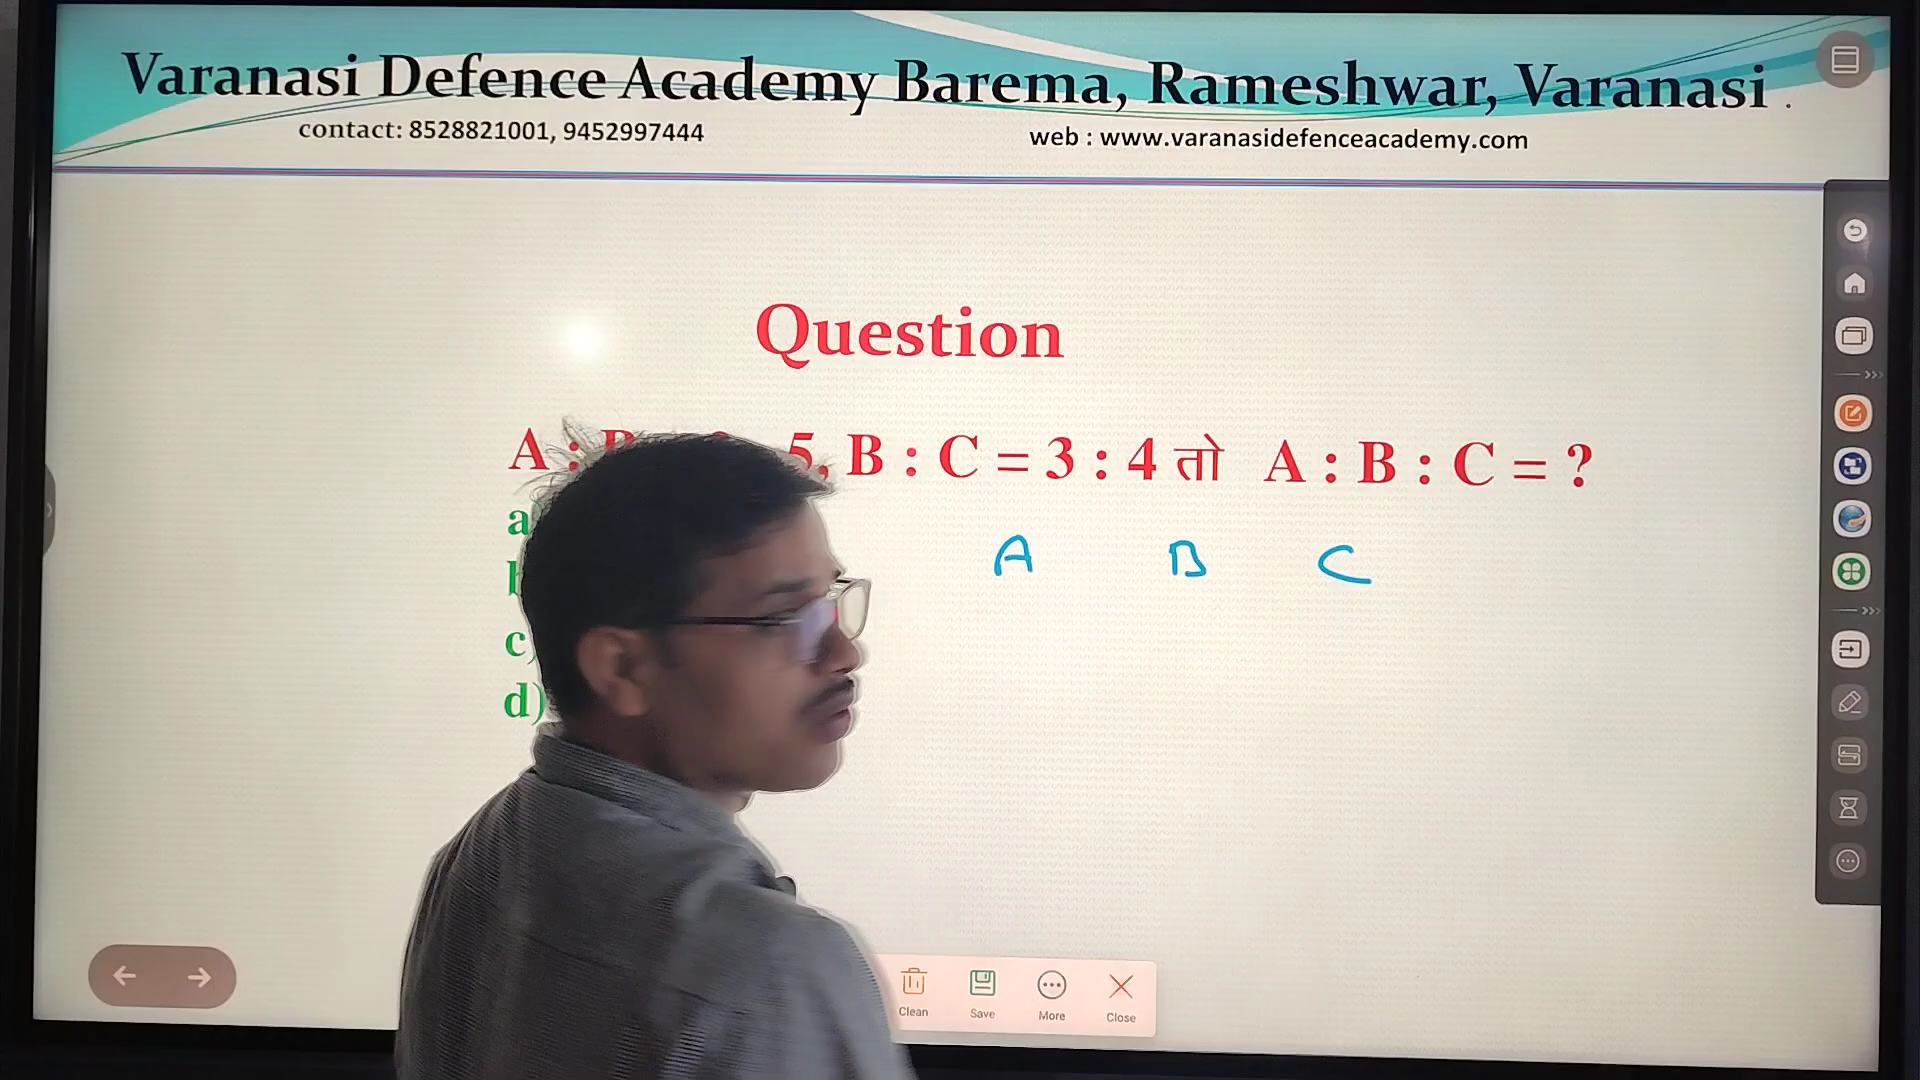 Varanasi Defence Academy Barema, Rameshwar, Varanasi .
contact: 8528821001, 9452997444
web : www.varanasidefenceacademy.com
Question
A : 5, B : C = 3 : 4 तो A : B : C = ?
a
c)
d)
A B C
Clean Save More Close